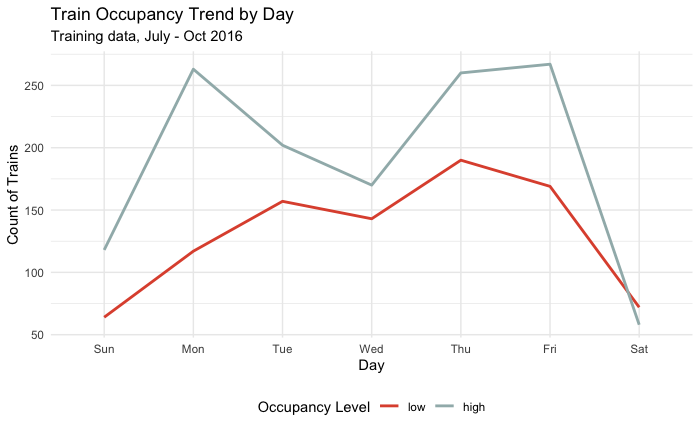 Train Occupancy Trend by Day
Training data, July - Oct 2016
Count of Trains
250
200
150
100
50
Sun Mon Tue Wed Thu Fri Sat
Day
Occupancy Level low high